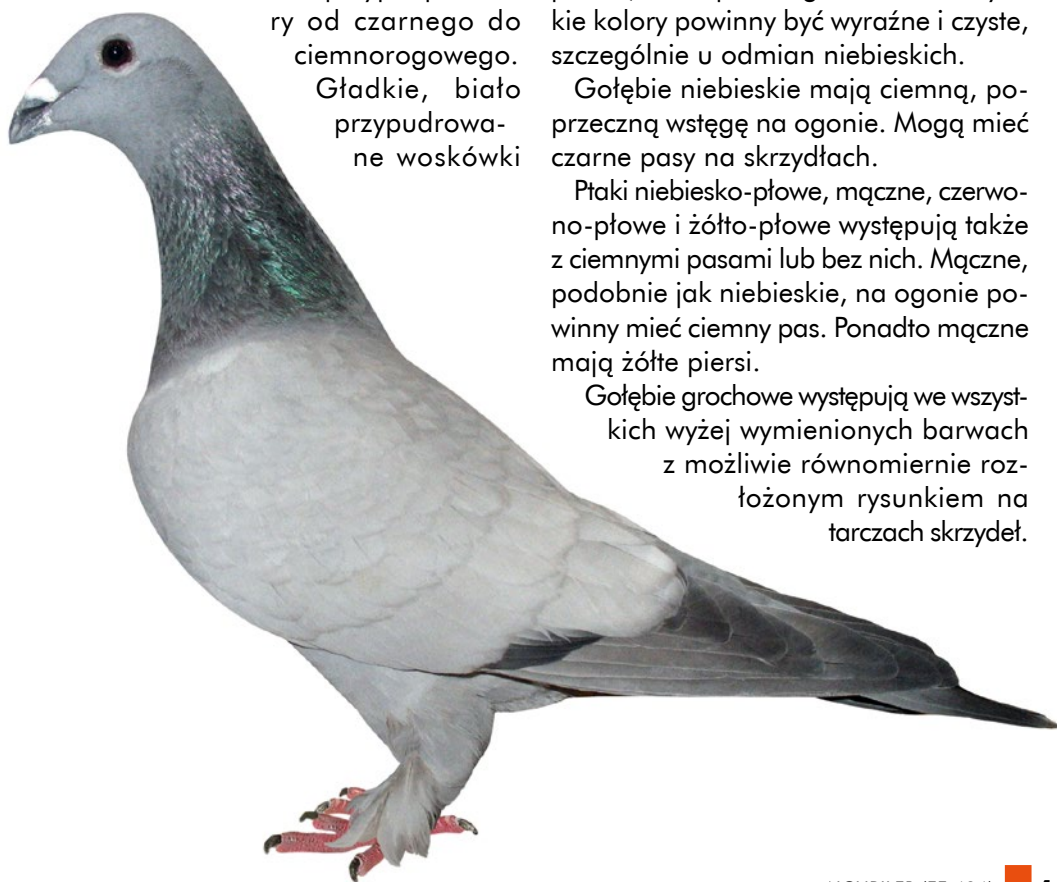 ry od czarnego do
ciemnorogowego.
Gładkie, biało
przypudrowa-
ne woskówki
kie kolory powinny być wyraźne i czyste,
szczególnie u odmian niebieskich.
Gołębie niebieskie mają ciemną, po-
przeczną wstęgę na ogonie. Mogą mieć
czarne pasy na skrzydłach.
Ptaki niebiesko-płowe, mączne, czerwo-
no-płowe i żółto-płowe występują także
z ciemnymi pasami lub bez nich. Mączne,
podobnie jak niebieskie, na ogonie po-
winny mieć ciemny pas. Ponadto mączne
mają żółte piersi.
Gołębie grochowe występują we wszyst-
kich wyżej wymienionych barwach
z możliwie równomiernie roz-
łożonym rysunkiem na
tarczach skrzydeł.